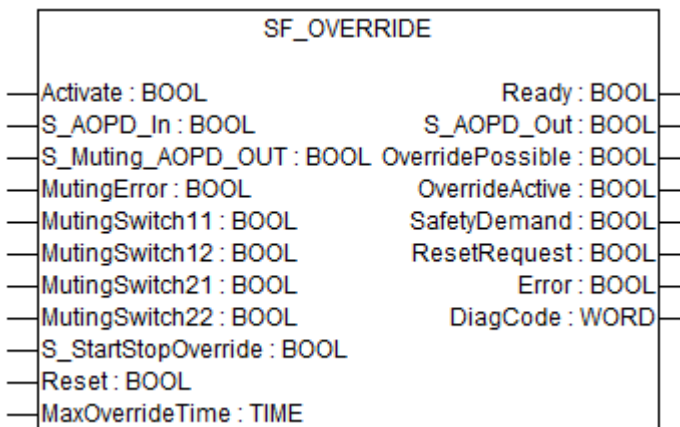 SF_OVERRIDE
Activate : BOOL Ready : BOOL
S_AOPD_In : BOOL S_AOPD_Out : BOOL
S_Muting_AOPD_OUT : BOOL OverridePossible : BOOL
MutingError : BOOL OverrideActive : BOOL
MutingSwitch11 : BOOL SafetyDemand : BOOL
MutingSwitch12 : BOOL ResetRequest : BOOL
MutingSwitch21 : BOOL Error : BOOL
MutingSwitch22 : BOOL DiagCode : WORD
S_StartStopOverride : BOOL
Reset : BOOL
MaxOverrideTime : TIME